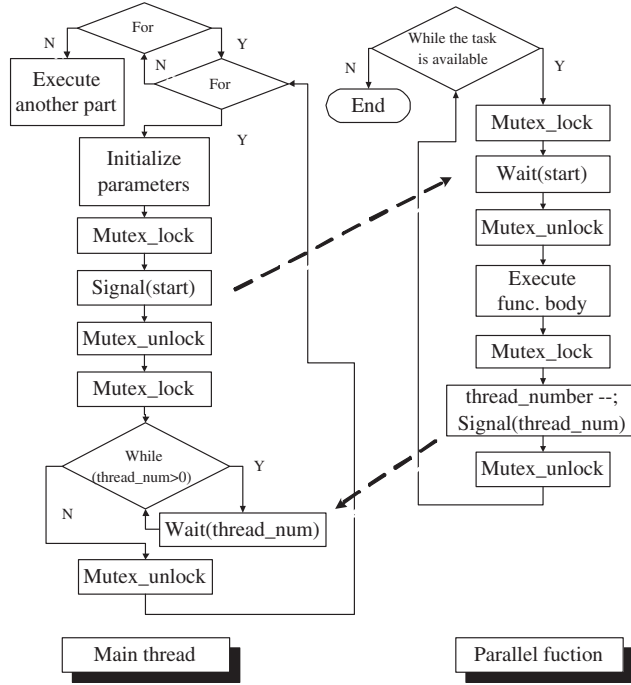 For
N
Y
N
For
Execute
another part
Y
Initialize
parameters
Mutex_lock
Signal(start)
Mutex_unlock
Mutex_lock
While
(thread_num>0)
Y
N
Wait(thread_num)
Mutex_unlock
Main thread
While the task
is available
N
Y
End
Mutex_lock
Wait(start)
Mutex_unlock
Execute
func. body
Mutex_lock
thread_number --;
Signal(thread_num)
Mutex_unlock
Parallel fuction